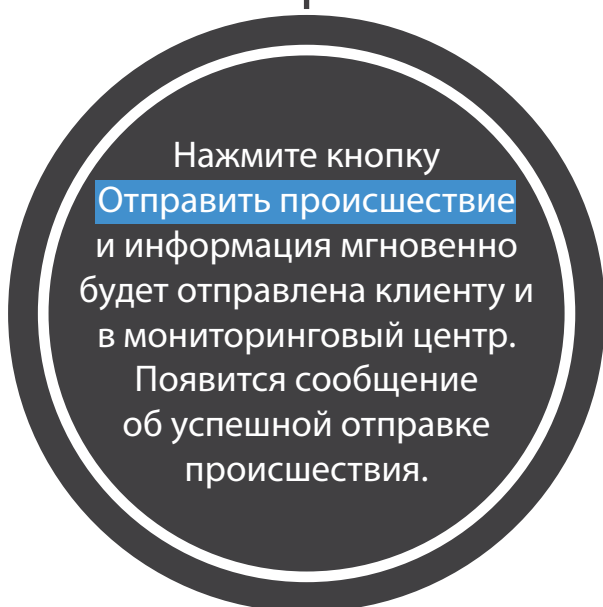 Нажмите кнопку
Отправить происшествие
и информация мгновенно
будет отправлена клиенту и
в мониторинговый центр.
Появится сообщение
об успешной отправке
происшествия.